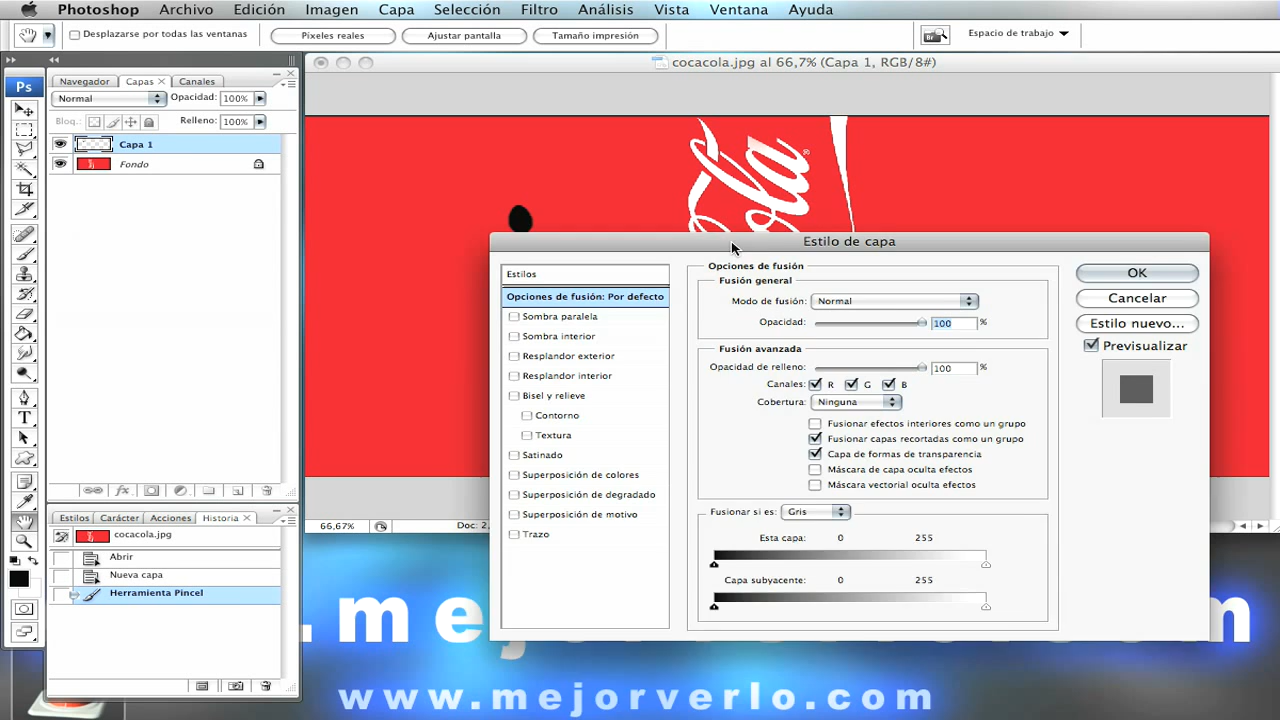 Photoshop Archivo Edición Imagen Capa Selección Filtro Análisis Vista Ventana Ayuda
Desplazarse por todas las ventanas Píxeles reales Ajustar pantalla Tamaño impresión Br Espacio de trabajo
cocacola.jpg al 66,7% (Capa 1, RGB/8#)
Ps
Navegador Capas Canales
Normal Opacidad: 100%
Bloq.: Relleno: 100%
Capa 1
Fondo
Cola
®
66,67% Doc: 2,
Estilos Carácter Acciones Historia
cocacola.jpg
Abrir
Nueva capa
Herramienta Pincel
Estilo de capa
Estilos
Opciones de fusión: Por defecto
Sombra paralela
Sombra interior
Resplandor exterior
Resplandor interior
Bisel y relieve
Contorno
Textura
Satinado
Superposición de colores
Superposición de degradado
Superposición de motivo
Trazo
Opciones de fusión
Fusión general
Modo de fusión: Normal
Opacidad: 100 %
Fusión avanzada
Opacidad de relleno: 100 %
Canales: R G B
Cobertura: Ninguna
Fusionar efectos interiores como un grupo
Fusionar capas recortadas como un grupo
Capa de formas de transparencia
Máscara de capa oculta efectos
Máscara vectorial oculta efectos
Fusionar si es: Gris
Esta capa: 0 255
Capa subyacente: 0 255
OK
Cancelar
Estilo nuevo...
Previsualizar
www.mejorverlo.com